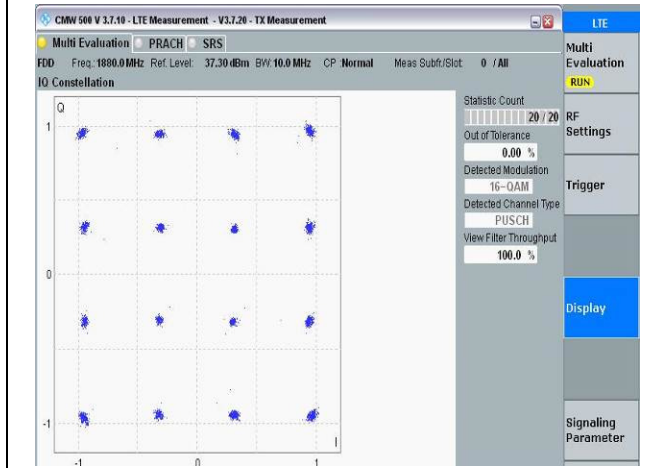 CMW 500 V 3.7.10 - LTE Measurement - V3.7.20 - TX Measurement
LTE
Multi Evaluation PRACH SRS
Multi Evaluation
RUN
FDD Freq.: 1880.0 MHz Ref. Level: 37.30 dBm BW: 10.0 MHz CP :Normal Meas Subfr./Slot 0 / All
IQ Constellation
Q
1
0
-1
-1 0 1
I
Statistic Count
20 / 20
Out of Tolerance
0.00 %
Detected Modulation
16-QAM
Detected Channel Type
PUSCH
View Filter Throughput
100.0 %
RF
Settings
Trigger
Display
Signaling
Parameter